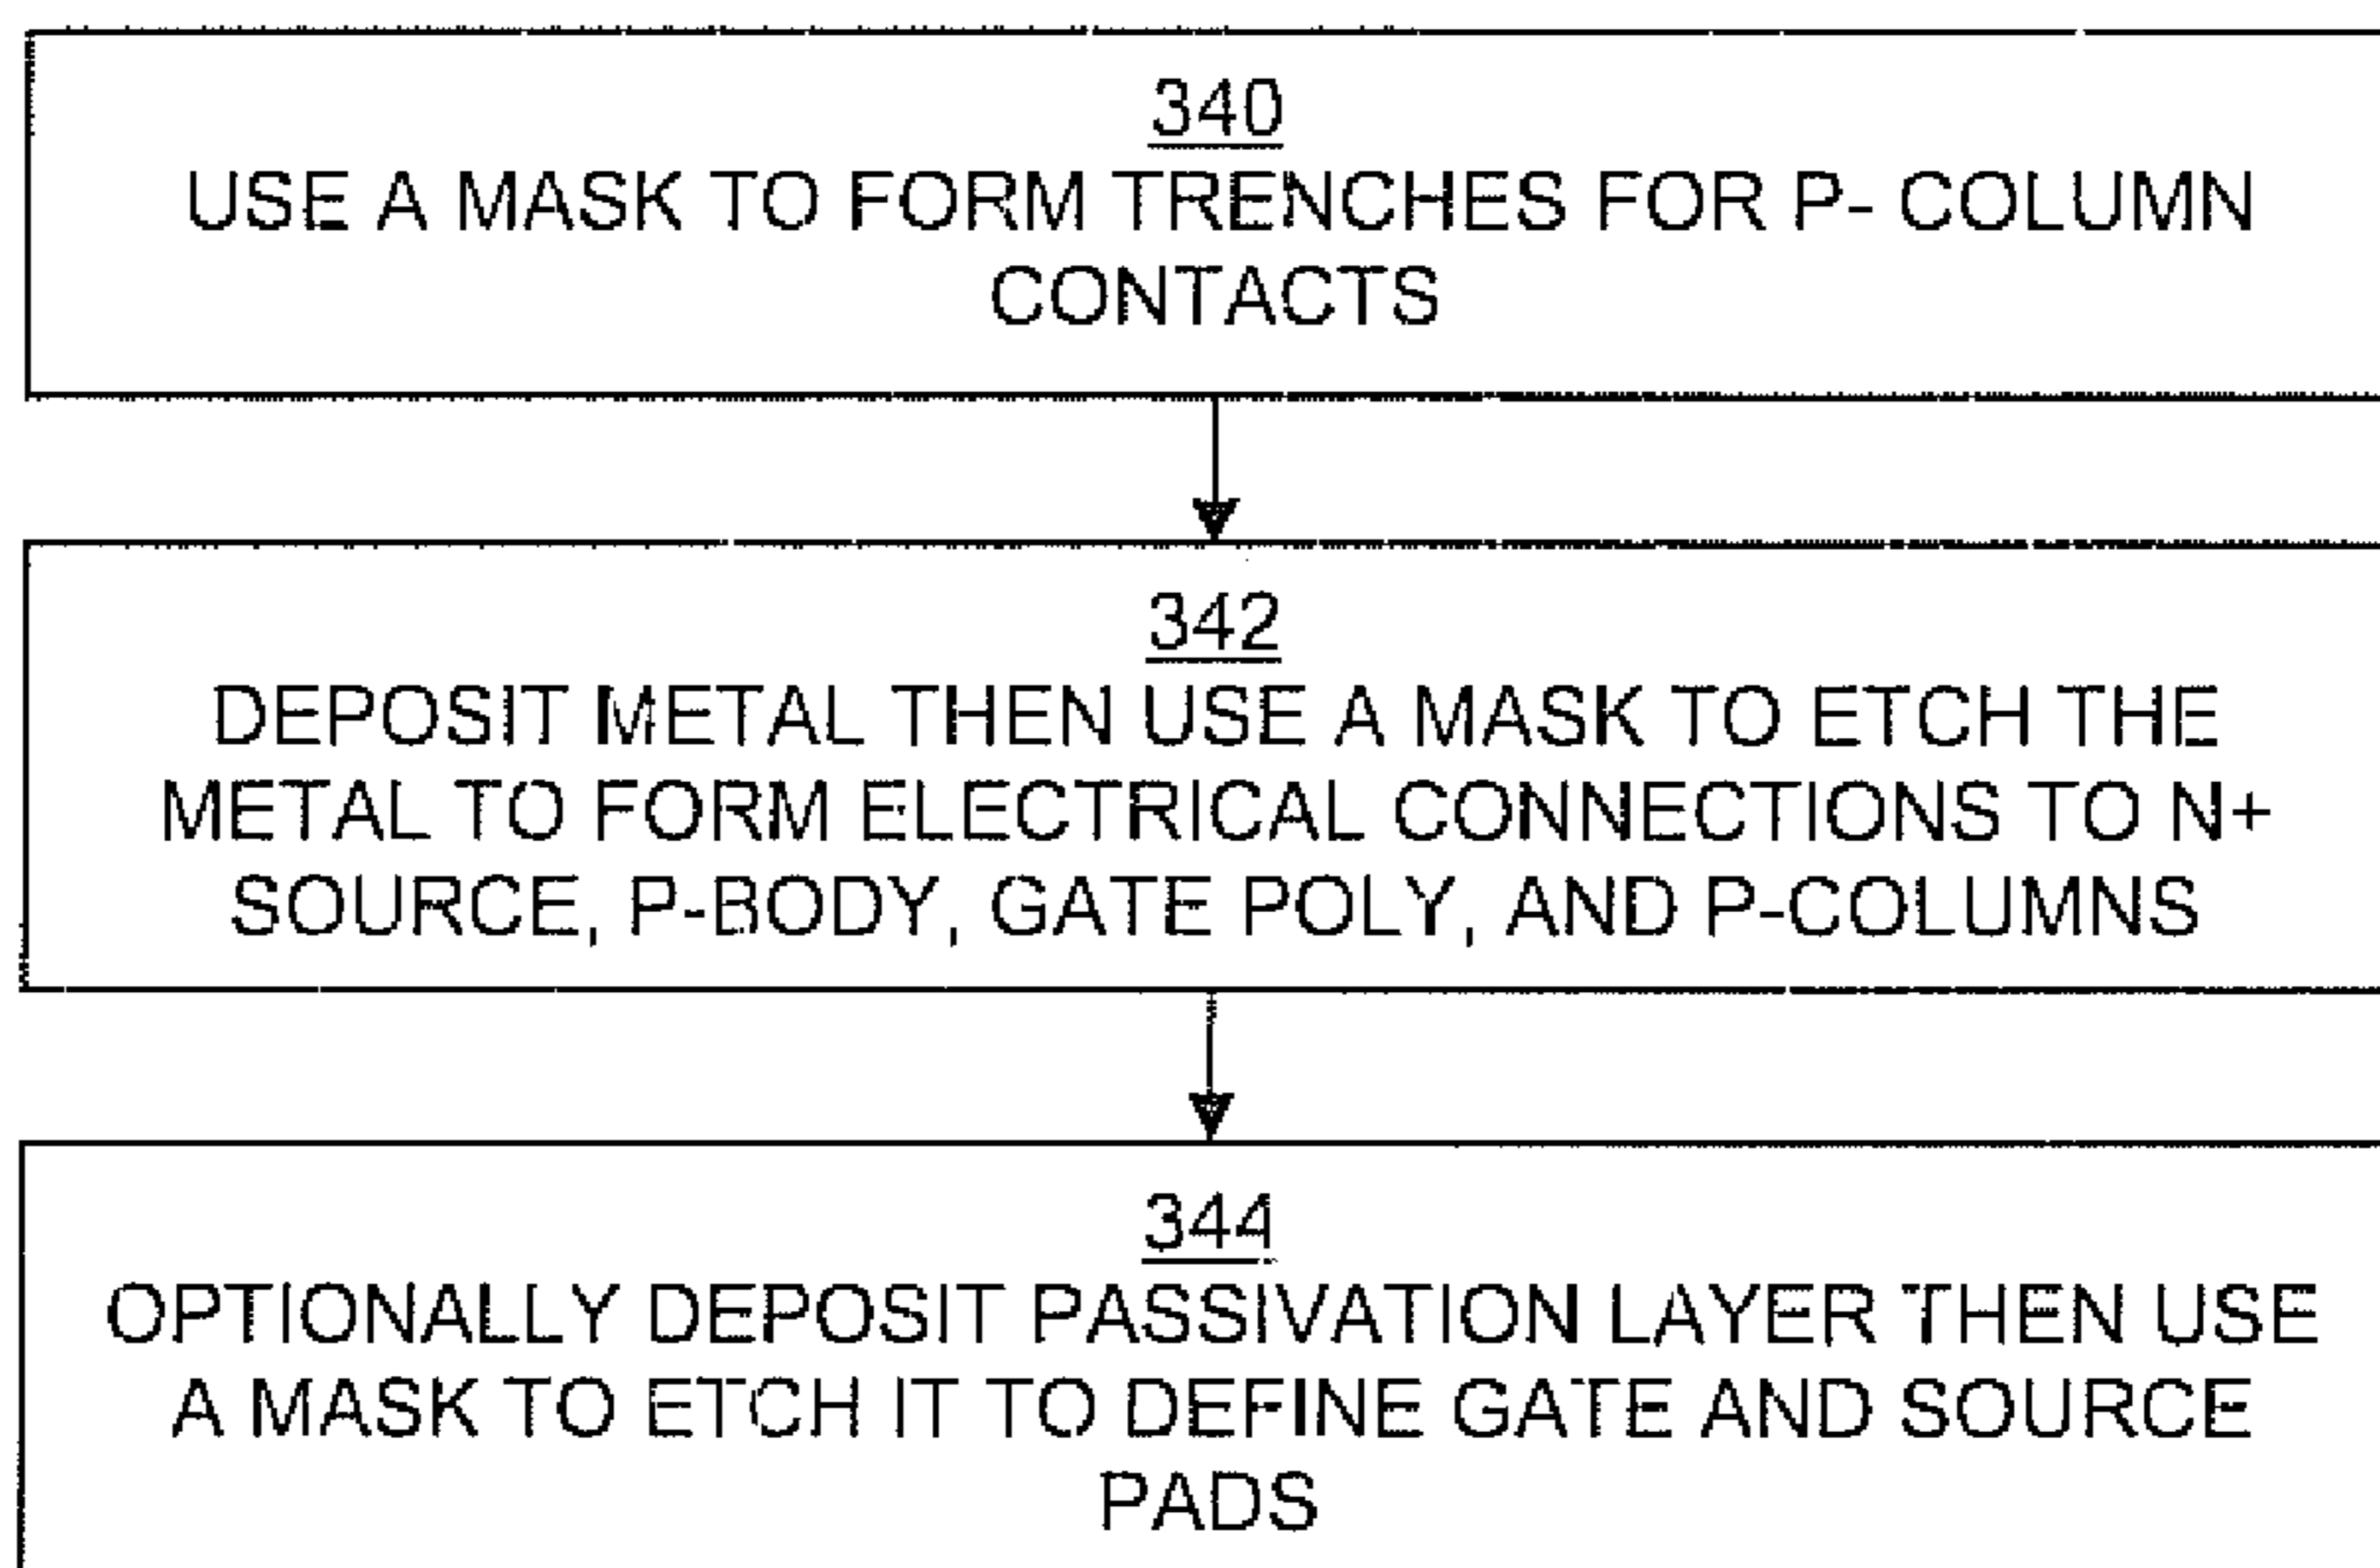 340
USE A MASK TO FORM TRENCHES FOR P- COLUMN
CONTACTS
342
DEPOSIT METAL THEN USE A MASK TO ETCH THE
METAL TO FORM ELECTRICAL CONNECTIONS TO N+
SOURCE, P-BODY, GATE POLY, AND P-COLUMNS
344
OPTIONALLY DEPOSIT PASSIVATION LAYER THEN USE
A MASK TO ETCH IT TO DEFINE GATE AND SOURCE
PADS